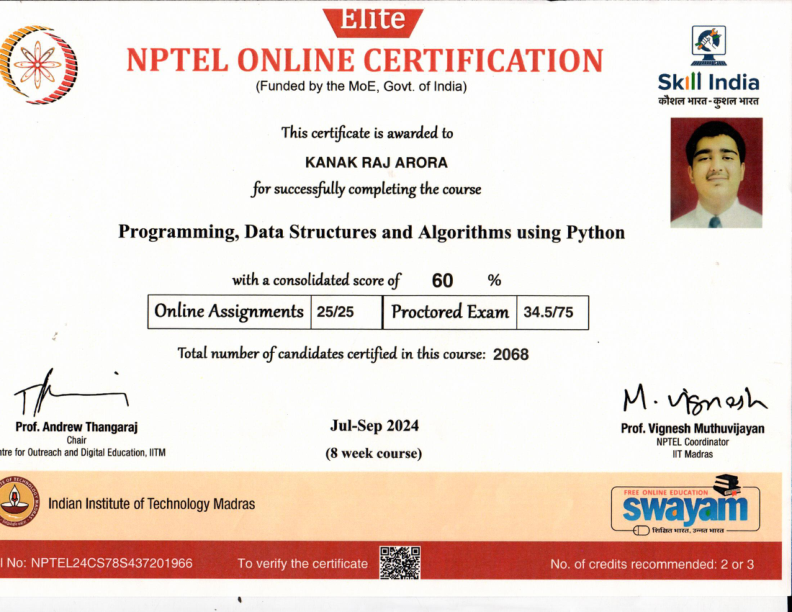 Elite
NPTEL ONLINE CERTIFICATION
(Funded by the MoE, Govt. of India)
Skill India
कौशल भारत - कुशल भारत
This certificate is awarded to
KANAK RAJ ARORA
for successfully completing the course
Programming, Data Structures and Algorithms using Python
with a consolidated score of 60 %
Online Assignments 25/25 Proctored Exam 34.5/75
Total number of candidates certified in this course: 2068
M. Vignesh
Prof. Andrew Thangaraj
Chair
tre for Outreach and Digital Education, IITM
Jul-Sep 2024
(8 week course)
Prof. Vignesh Muthuvijayan
NPTEL Coordinator
IIT Madras
Indian Institute of Technology Madras
FREE ONLINE EDUCATION
swayam
शिक्षित भारत, उन्नत भारत
l No: NPTEL24CS78S437201966
To verify the certificate
No. of credits recommended: 2 or 3